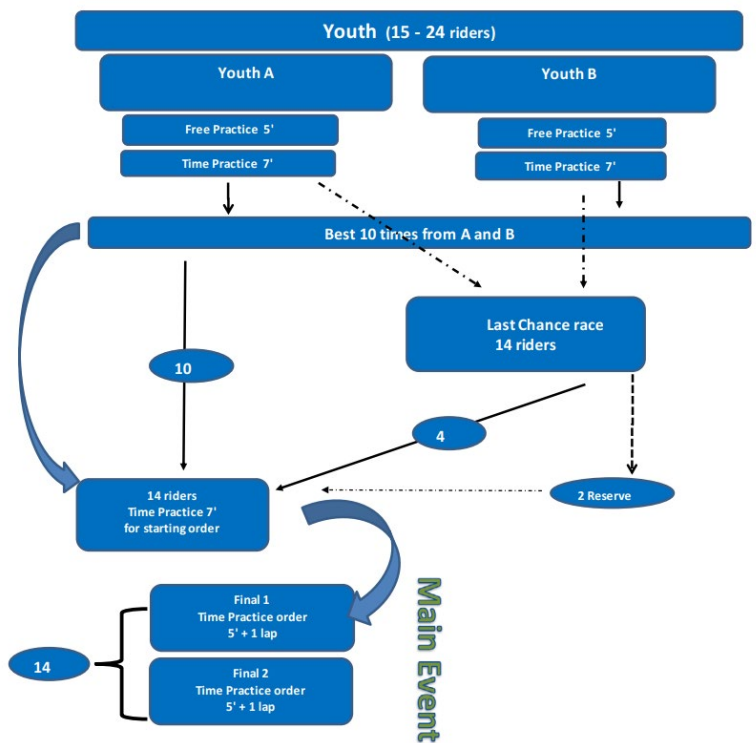 Youth (15 - 24 riders)
Youth A
Youth B
Free Practice 5'
Free Practice 5'
Time Practice 7'
Time Practice 7'
Best 10 times from A and B
Last Chance race
14 riders
10
4
14 riders
Time Practice 7'
for starting order
2 Reserve
Main Event
Final 1
Time Practice order
5' + 1 lap
14
Final 2
Time Practice order
5' + 1 lap